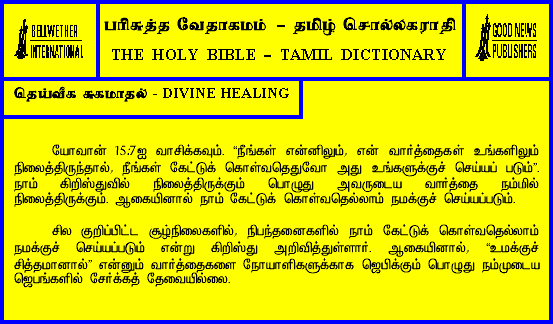 BELLWETHER
INTERNATIONAL
பரிசுத்த வேதாகமம் – தமிழ் சொல்லகராதி
THE HOLY BIBLE – TAMIL DICTIONARY
GOOD NEWS
PUBLISHERS
தெய்வீக சுகமாதல் - DIVINE HEALING
யோவான் 15:7ஐ வாசிக்கவும். “நீங்கள் என்னிலும், என் வார்த்தைகள் உங்களிலும்
நிலைத்திருந்தால், நீங்கள் கேட்டுக் கொள்வதெதுவோ அது உங்களுக்குச் செய்யப் படும்”.
நாம் கிறிஸ்துவில் நிலைத்திருக்கும் பொழுது அவருடைய வார்த்தை நம்மில்
நிலைத்திருக்கும். ஆகையினால் நாம் கேட்டுக் கொள்வதெல்லாம் நமக்குச் செய்யப்படும்.
சில குறிப்பிட்ட சூழ்நிலைகளில், நிபந்தனைகளில் நாம் கேட்டுக் கொள்வதெல்லாம்
நமக்குச் செய்யப்படும் என்று கிறிஸ்து அறிவித்துள்ளார். ஆகையினால், “உமக்குச்
சித்தமானால்” என்னும் வார்த்தைகளை நோயாளிகளுக்காக ஜெபிக்கும் பொழுது நம்முடைய
ஜெபங்களில் சேர்க்கத் தேவையில்லை.